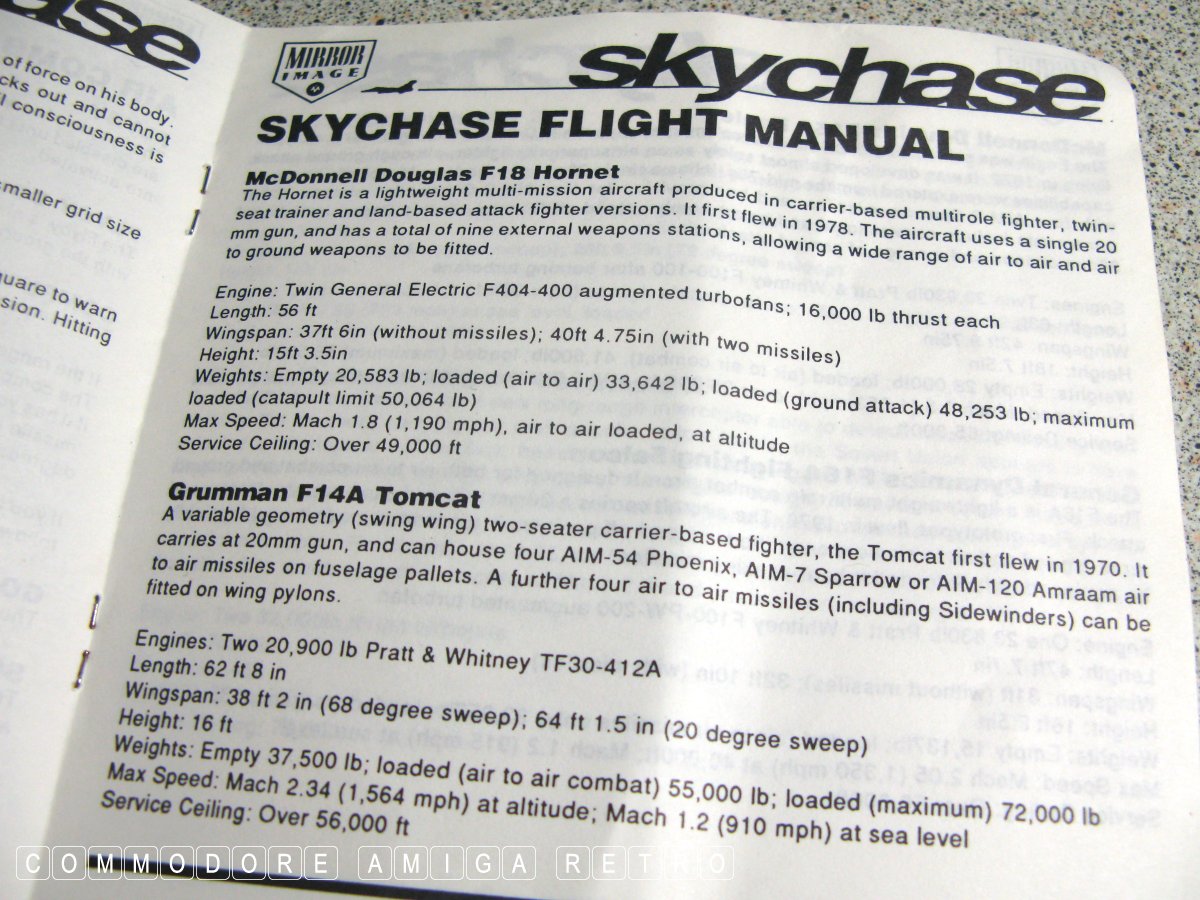 ase
of force on his body.
cks out and cannot
l consciousness is
smaller grid size
quare to warn
sion. Hitting
MIRROR
IMAGE
skychase
SKYCHASE FLIGHT MANUAL
McDonnell Douglas F18 Hornet
The Hornet is a lightweight multi-mission aircraft produced in carrier-based multirole fighter, twin-
seat trainer and land-based attack fighter versions. It first flew in 1978. The aircraft uses a single 20
mm gun, and has a total of nine external weapons stations, allowing a wide range of air to air and air
to ground weapons to be fitted.
Engine: Twin General Electric F404-400 augmented turbofans; 16,000 lb thrust each
Length: 56 ft
Wingspan: 37ft 6in (without missiles); 40ft 4.75in (with two missiles)
Height: 15ft 3.5in
Weights: Empty 20,583 lb; loaded (air to air) 33,642 lb; loaded (ground attack) 48,253 lb; maximum
loaded (catapult limit 50,064 lb)
Max Speed: Mach 1.8 (1,190 mph), air to air loaded, at altitude
Service Ceiling: Over 49,000 ft
Grumman F14A Tomcat
A variable geometry (swing wing) two-seater carrier-based fighter, the Tomcat first flew in 1970. It
carries at 20mm gun, and can house four AIM-54 Phoenix, AIM-7 Sparrow or AIM-120 Amraam air
to air missiles on fuselage pallets. A further four air to air missiles (including Sidewinders) can be
fitted on wing pylons.
Engines: Two 20,900 lb Pratt & Whitney TF30-412A
Length: 62 ft 8 in
Wingspan: 38 ft 2 in (68 degree sweep); 64 ft 1.5 in (20 degree sweep)
Height: 16 ft
Weights: Empty 37,500 lb; loaded (air to air combat) 55,000 lb; loaded (maximum) 72,000 lb
Max Speed: Mach 2.34 (1,564 mph) at altitude; Mach 1.2 (910 mph) at sea level
Service Ceiling: Over 56,000 ft
COMMODORE AMIGA RETRO